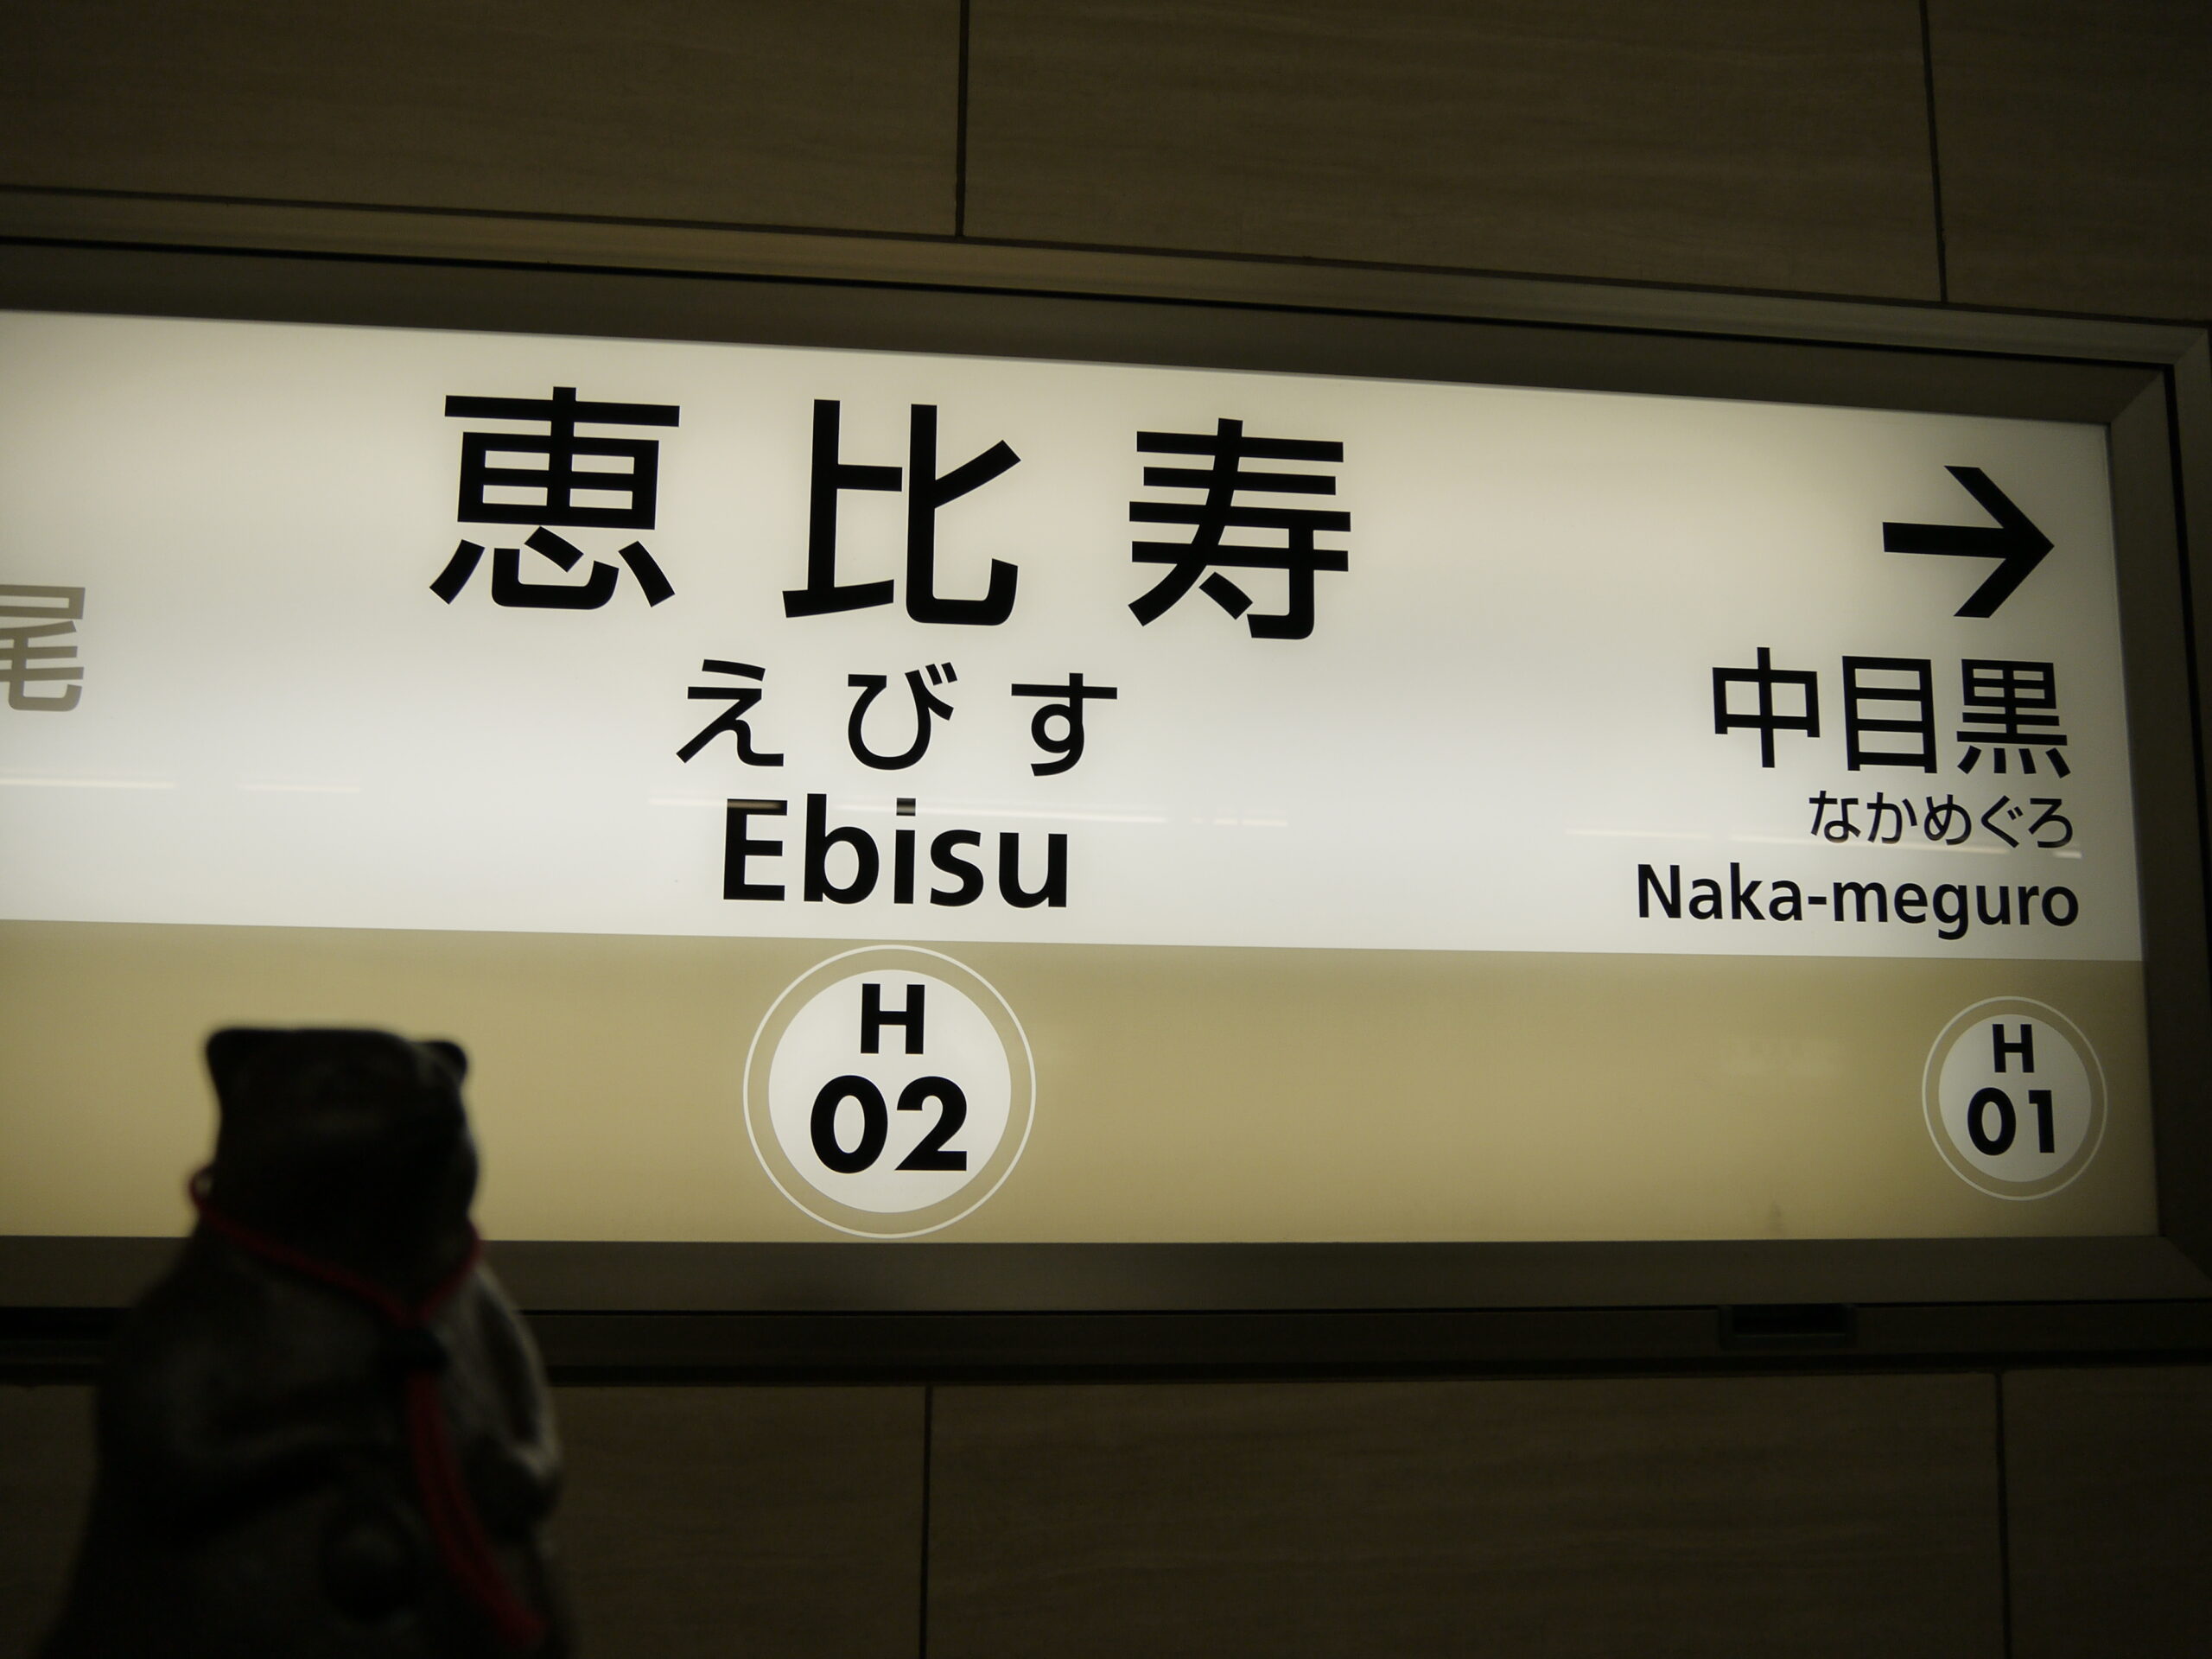 尾
恵比寿
えびす
Ebisu
H
02
→
中目黒
なかめぐろ
Naka-meguro
H
01